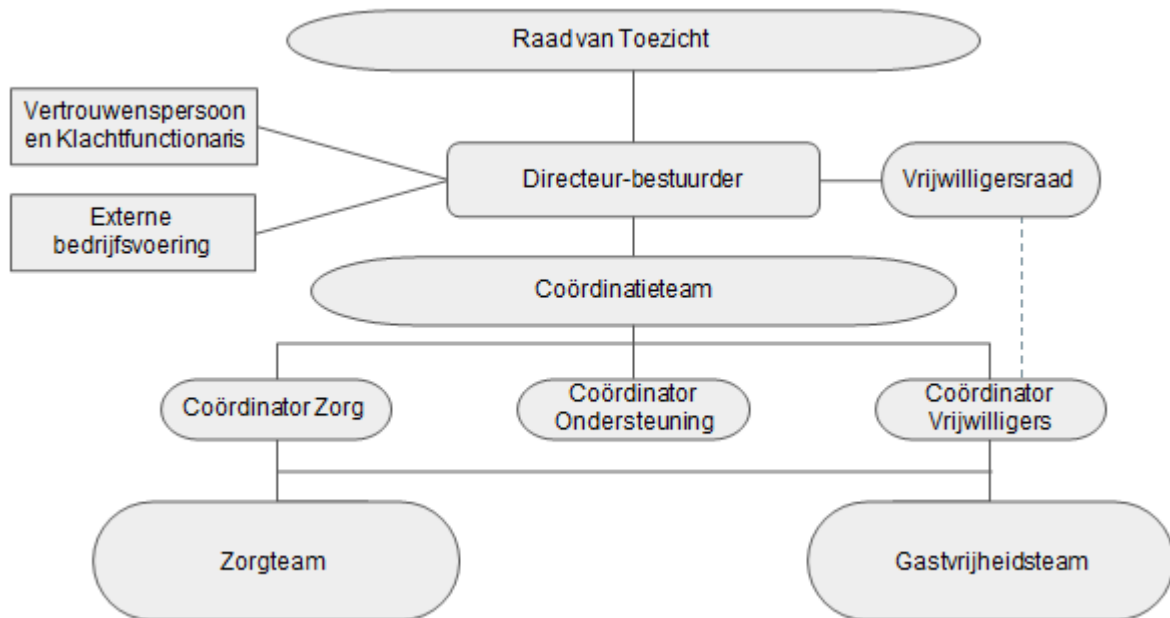 Raad van Toezicht
Vertrouwenspersoon
en Klachtfunctionaris
Directeur-bestuurder
Vrijwilligersraad
Externe
bedrijfsvoering
Coördinatieteam
Coördinator Zorg
Coördinator
Ondersteuning
Coördinator
Vrijwilligers
Zorgteam
Gastvrijheidsteam